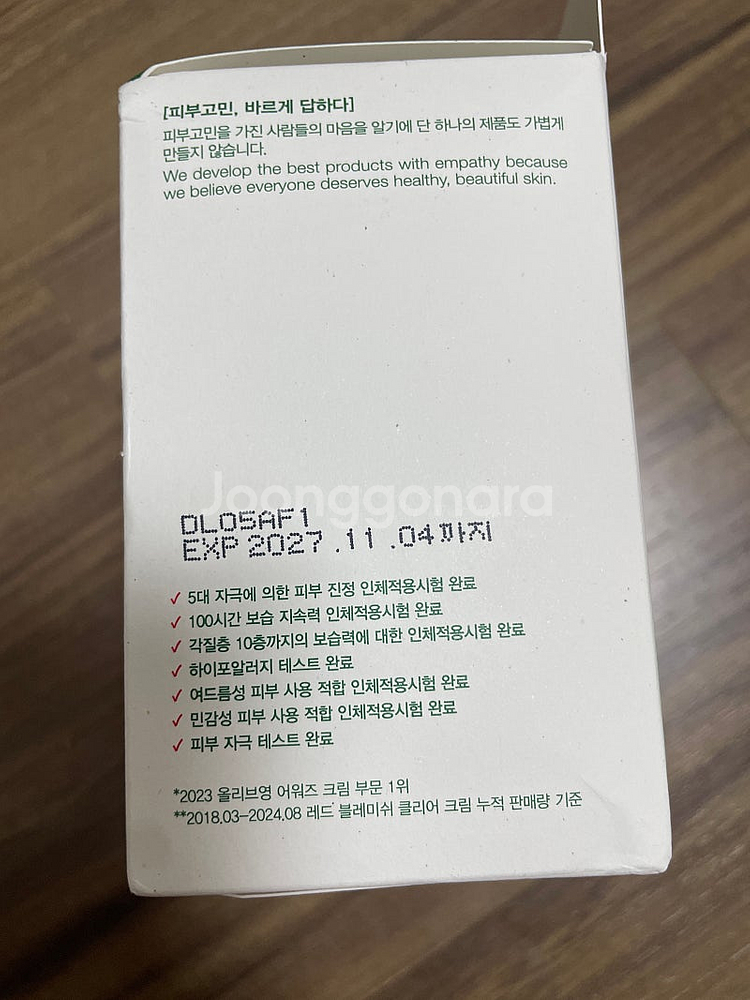 [피부고민, 바르게 답하다]
피부고민을 가진 사람들의 마음을 알기에 단 하나의 제품도 가볍게
만들지 않습니다.
We develop the best products with empathy because
we believe everyone deserves healthy, beautiful skin.
Joonggonara
DL05AF1
EXP 2027 .11 .04까지
✓ 5대 자극에 의한 피부 진정 인체적용시험 완료
✓ 100시간 보습 지속력 인체적용시험 완료
✓ 각질층 10층까지의 보습력에 대한 인체적용시험 완료
✓ 하이포알러지 테스트 완료
✓ 여드름성 피부 사용 적합 인체적용시험 완료
✓ 민감성 피부 사용 적합 인체적용시험 완료
✓ 피부 자극 테스트 완료
*2023 올리브영 어워즈 크림 부문 1위
**2018.03-2024.08 레드 블레미쉬 클리어 크림 누적 판매량 기준